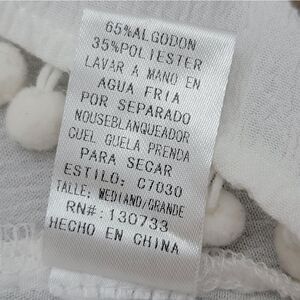 65%ALGODON
35%POLIESTER
LAVAR A MANO EN
AGUA FRIA
POR SEPARADO
NOUSEBLANQUEADOR
CUEL GUELA PRENDA
PARA SECAR
ESTILO: C7030
TALLE: MEDIANO/GRANDE
RN#: 130733
HECHO EN CHINA